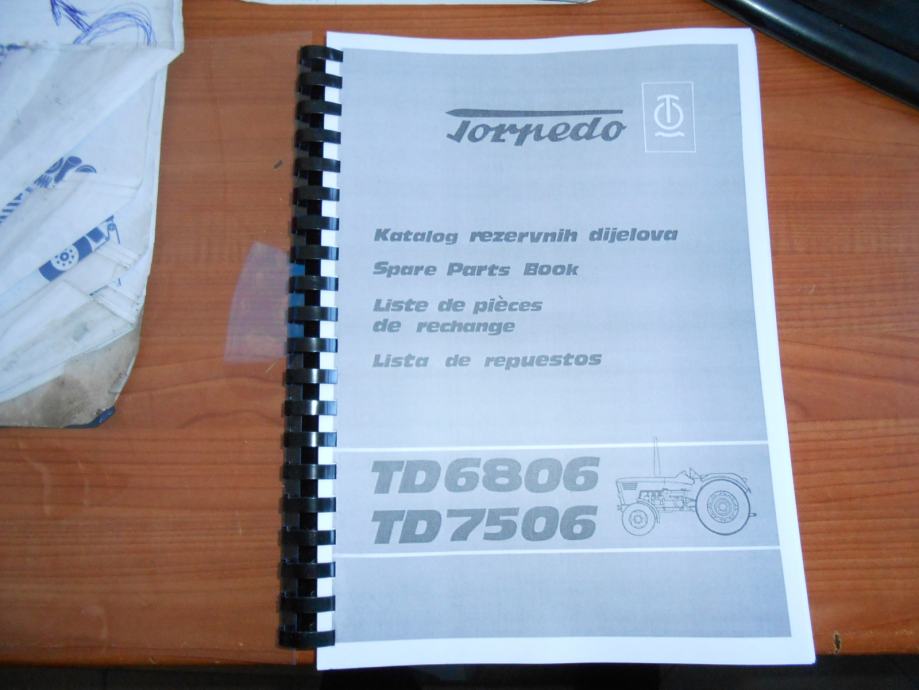 Torpedo
Katalog rezervnih dijelova
Spare Parts Book
Liste de pièces
de rechange
Lista de repuestos
TD6806
TD7506